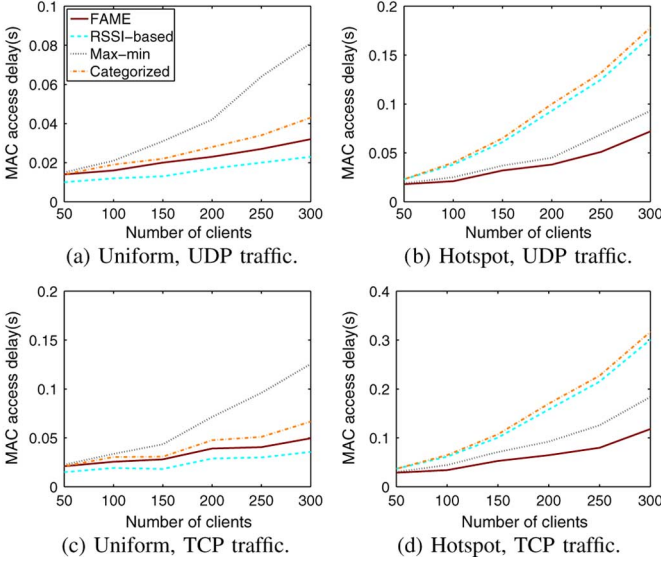 0.1
0.08
0.06
0.04
0.02
0
MAC access delay(s)
FAME
RSSI-based
Max-min
Categorized
50 100 150 200 250 300
Number of clients
(a) Uniform, UDP traffic.
0.2
0.15
0.1
0.05
0
MAC access delay(s)
50 100 150 200 250 300
Number of clients
(b) Hotspot, UDP traffic.
0.2
0.15
0.1
0.05
0
MAC access delay(s)
50 100 150 200 250 300
Number of clients
(c) Uniform, TCP traffic.
0.4
0.3
0.2
0.1
0
MAC access delay(s)
50 100 150 200 250 300
Number of clients
(d) Hotspot, TCP traffic.